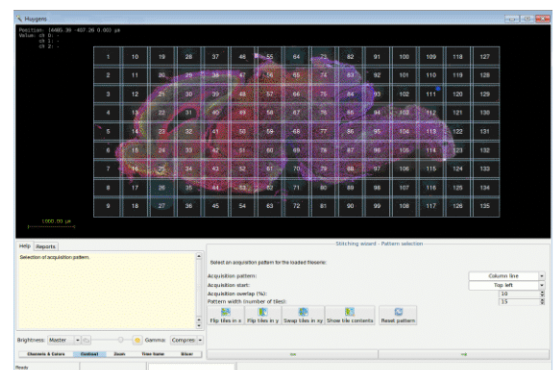 Huygens
Position: (4485.39 -497.20 0.00) µm
Value: ch 0: -
ch 1: -
ch 2: -
1 10 19 28 37 46 55 64 73 82 91 100 109 118 127
2 11 20 29 38 47 56 65 74 83 92 101 110 119 128
3 12 21 30 39 48 57 66 75 84 93 102 111 120 129
4 13 22 31 40 49 58 67 76 85 94 103 112 121 130
5 14 23 32 41 50 59 68 77 86 95 104 113 122 131
6 15 24 33 42 51 60 69 78 87 96 105 114 123 132
7 16 25 34 43 52 61 70 79 88 97 106 115 124 133
8 17 26 35 44 53 62 71 80 89 98 107 116 125 134
9 18 27 36 45 54 63 72 81 90 99 108 117 126 135
Help Reports
Stitching wizard - Pattern selection
Selection of acquisition pattern.
Select an acquisition pattern for the loaded filename:
Acquisition pattern: Column line
Acquisition start: Top left
Acquisition overlap (%): 10
Pattern width (number of tiles): 15
Flip tiles in x Flip tiles in y Swap tiles in xy Show tile contents Reset pattern
Brightness: Master Gamma: Compres
Channels & Colors Contrast Zoom Time frame Slicer
Ready